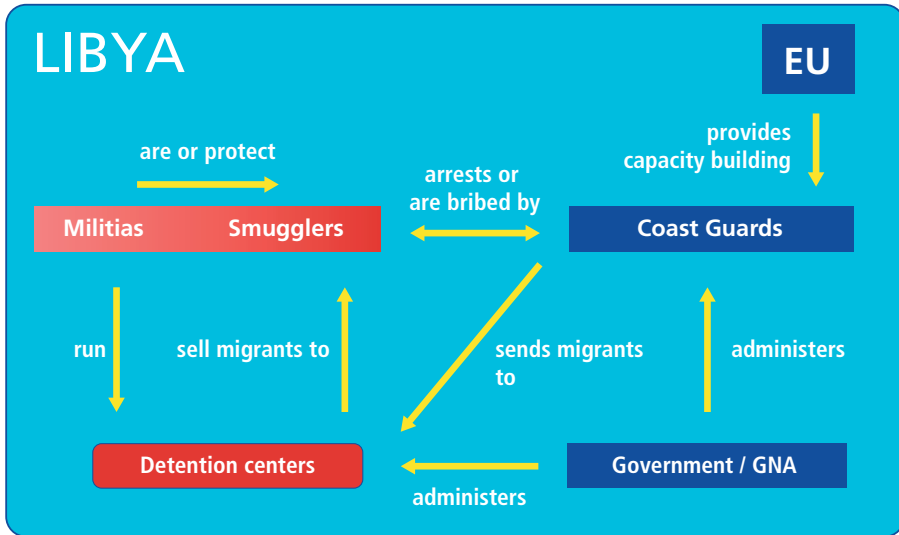 LIBYA
EU
provides
capacity building
are or protect
arrests or
are bribed by
Militias
Smugglers
Coast Guards
run
sell migrants to
sends migrants
to
administers
Detention centers
administers
Government / GNA